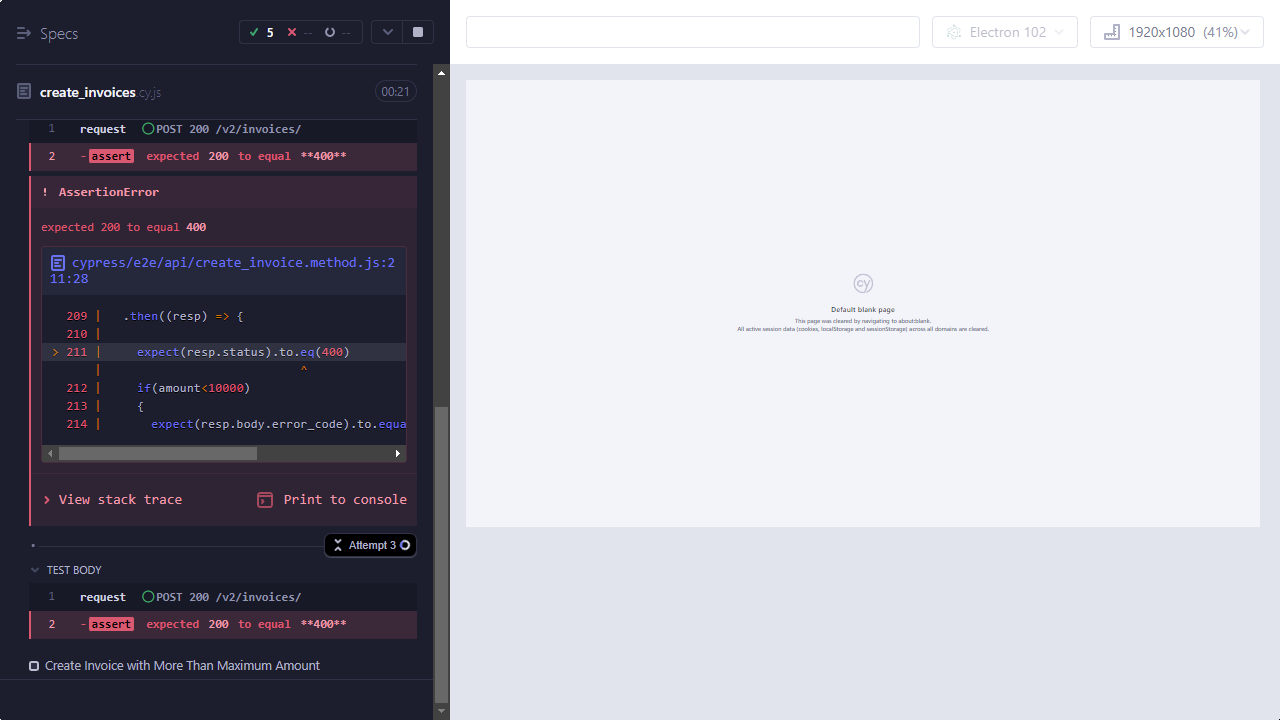 Specs
5 -- --
Electron 102
1920x1080 (41%)
create_invoices.cy.js
00:21
1 request POST 200 /v2/invoices/
2 -assert expected 200 to equal **400**
! AssertionError
expected 200 to equal 400
cypress/e2e/api/create_invoice.method.js:2
11:28
209 | .then((resp) => {
210 |
> 211 | expect(resp.status).to.eq(400)
| ^
212 | if(amount<10000)
213 | {
214 | expect(resp.body.error_code).to.equa
View stack trace
Print to console
Attempt 3
TEST BODY
1 request POST 200 /v2/invoices/
2 -assert expected 200 to equal **400**
Create Invoice with More Than Maximum Amount
cy
Default blank page
This page was cleared by navigating to about:blank.
All active session data (cookies, localStorage and sessionStorage) across all domains are cleared.